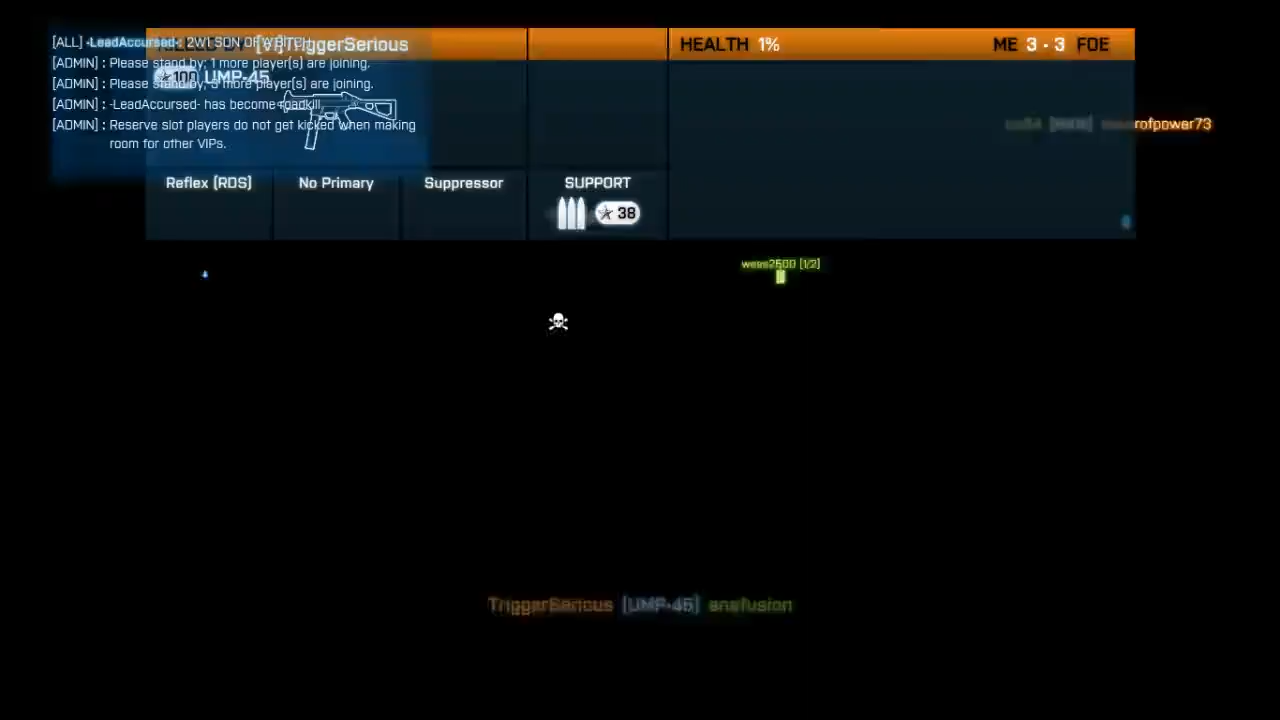 [ALL] -LeadAccursed-: 2W1 SON OF A BITCH
[V]TriggerSerious
HEALTH 1%
ME 3 - 3 FOE
[ADMIN] : Please stand by; 1 more player(s) are joining.
100 UMP-45
[ADMIN] : Please stand by; 3 more player(s) are joining.
[ADMIN] : -LeadAccursed- has become roadkill.
[ADMIN] : Reserve slot players do not get kicked when making
room for other VIPs.
rofpower73
Reflex (RDS)
No Primary
Suppressor
SUPPORT
38
wess2500 [1/2]
TriggerSerious [UMP-45] anafusion